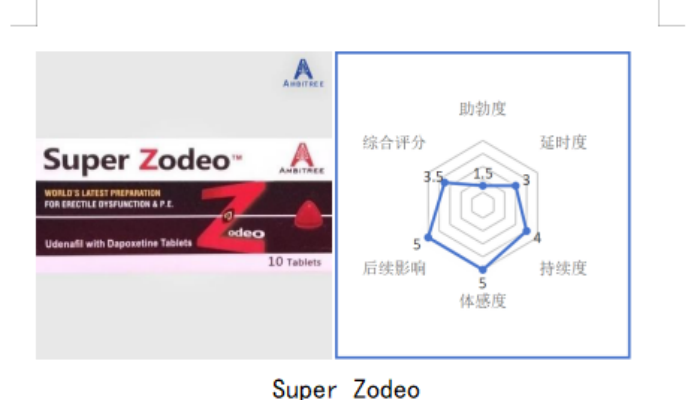 AMBITREE
Super Zodeo™
AMBITREE
WORLD'S LATEST PREPARATION
FOR ERECTILE DYSFUNCTION & P.E.
Zodeo
Udenafil with Dapoxetine Tablets
10 Tablets
助勃度
综合评分
延时度
3.5
1.5
3
5
4
后续影响
持续度
5
体感度
Super Zodeo